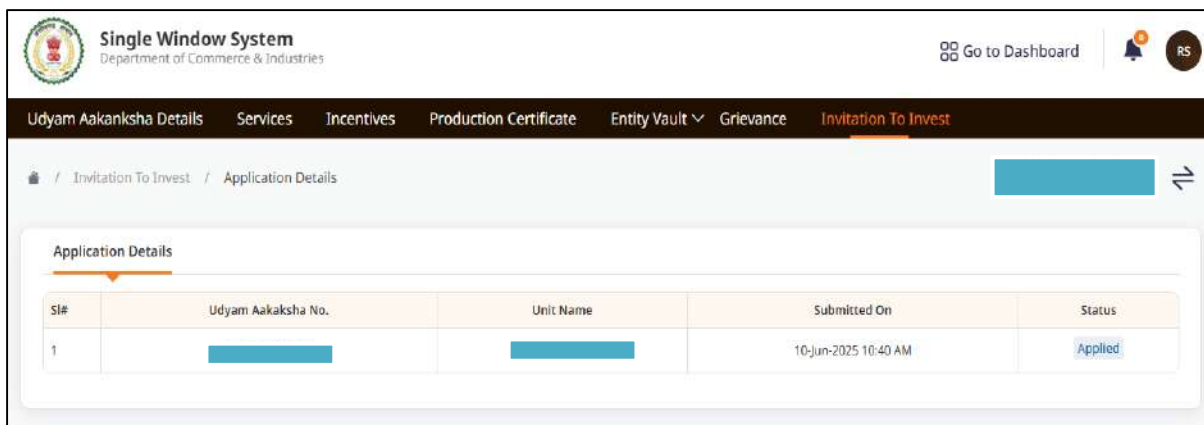 Single Window System
Department of Commerce & Industries
Go to Dashboard
RS
Udyam Aakanksha Details Services Incentives Production Certificate Entity Vault Grievance Invitation To Invest
/ Invitation To Invest / Application Details
Application Details
Sl# Udyam Aakaksha No. Unit Name Submitted On Status
1 10-Jun-2025 10:40 AM Applied